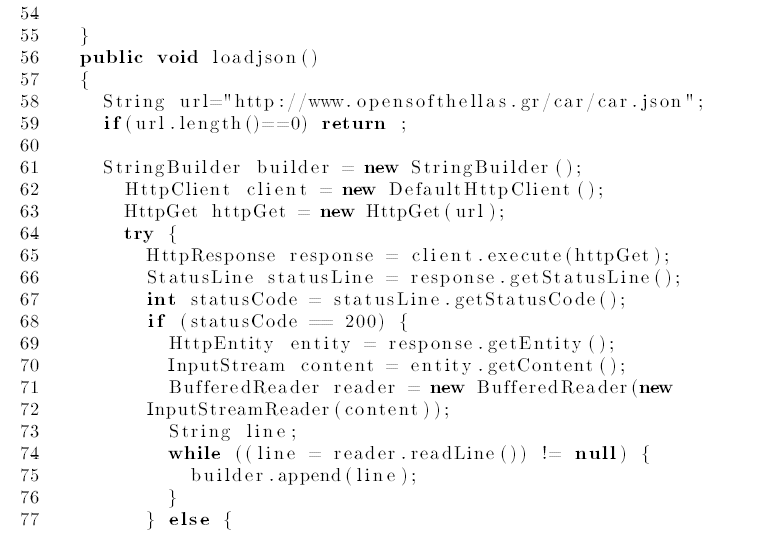 54
55 }
56 public void loadjson()
57 {
58 String url="http://www.opensofthellas.gr/car/car.json";
59 if(url.length()==0) return ;
60
61 StringBuilder builder = new StringBuilder();
62 HttpClient client = new DefaultHttpClient();
63 HttpGet httpGet = new HttpGet(url);
64 try {
65 HttpResponse response = client.execute(httpGet);
66 StatusLine statusLine = response.getStatusLine();
67 int statusCode = statusLine.getStatusCode();
68 if (statusCode == 200) {
69 HttpEntity entity = response.getEntity();
70 InputStream content = entity.getContent();
71 BufferedReader reader = new BufferedReader(new
72 InputStreamReader(content));
73 String line;
74 while ((line = reader.readLine()) != null) {
75 builder.append(line);
76 }
77 } else {